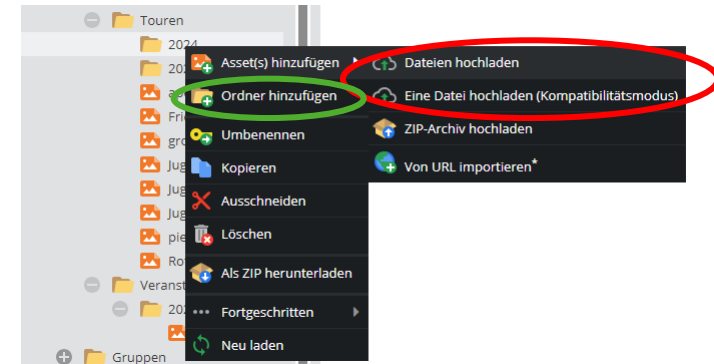 Touren
2024
Asset(s) hinzufügen
Dateien hochladen
Ordner hinzufügen
Eine Datei hochladen (Kompatibilitätsmodus)
Umbenennen
ZIP-Archiv hochladen
Kopieren
Von URL importieren*
Ausschneiden
Löschen
Als ZIP herunterladen
Fortgeschritten
Neu laden
Gruppen